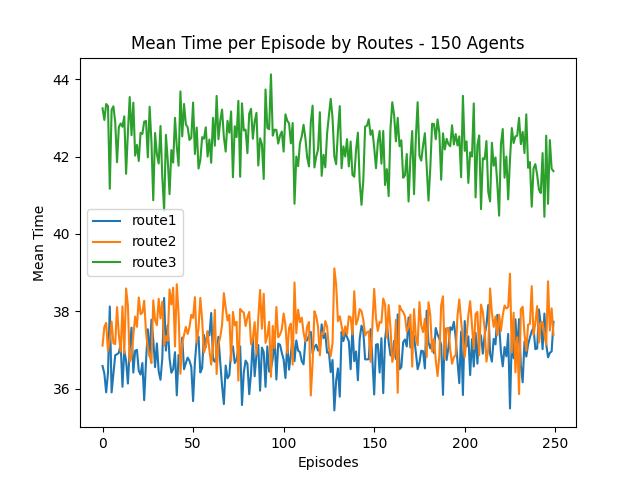 Mean Time per Episode by Routes - 150 Agents
44
42
40
38
36
Mean Time
route1
route2
route3
0
50
100
150
200
250
Episodes